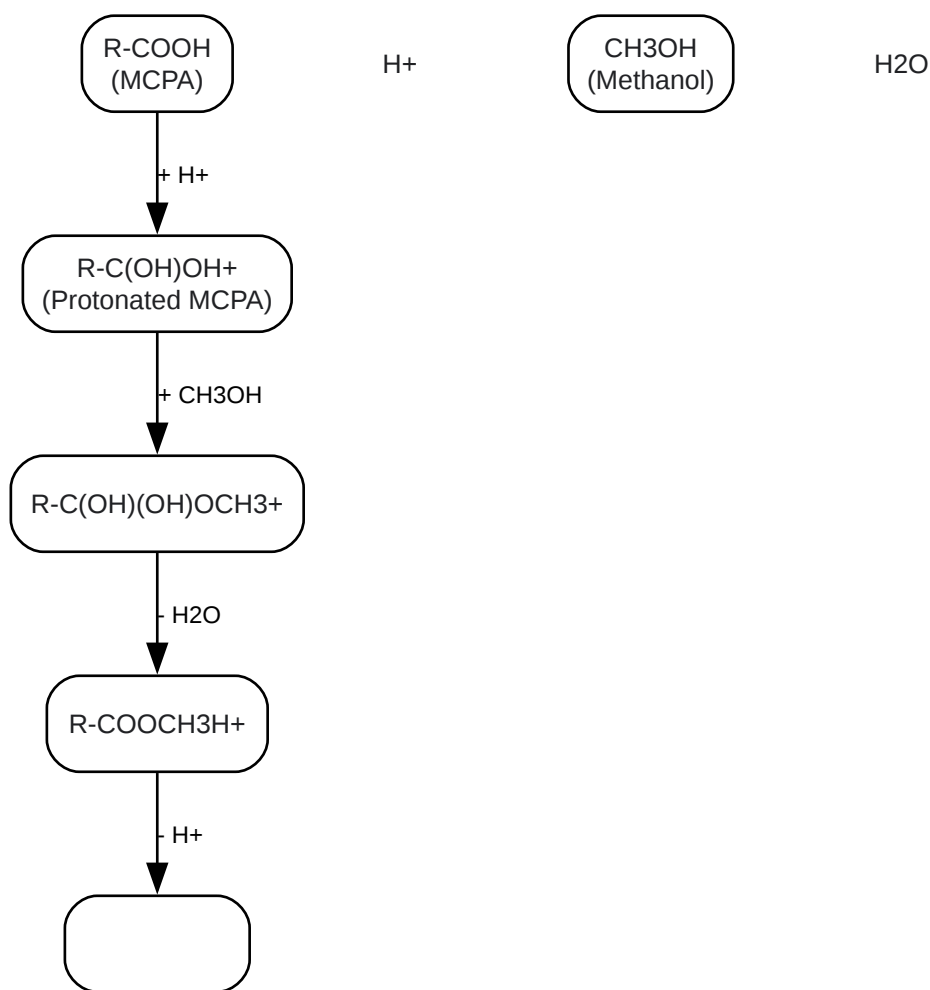 R-COOH
(MCPA)
H+
CH3OH
(Methanol)
H2O
+ H+
R-C(OH)OH+
(Protonated MCPA)
+ CH3OH
R-C(OH)(OH)OCH3+
- H2O
R-COOCH3H+
- H+